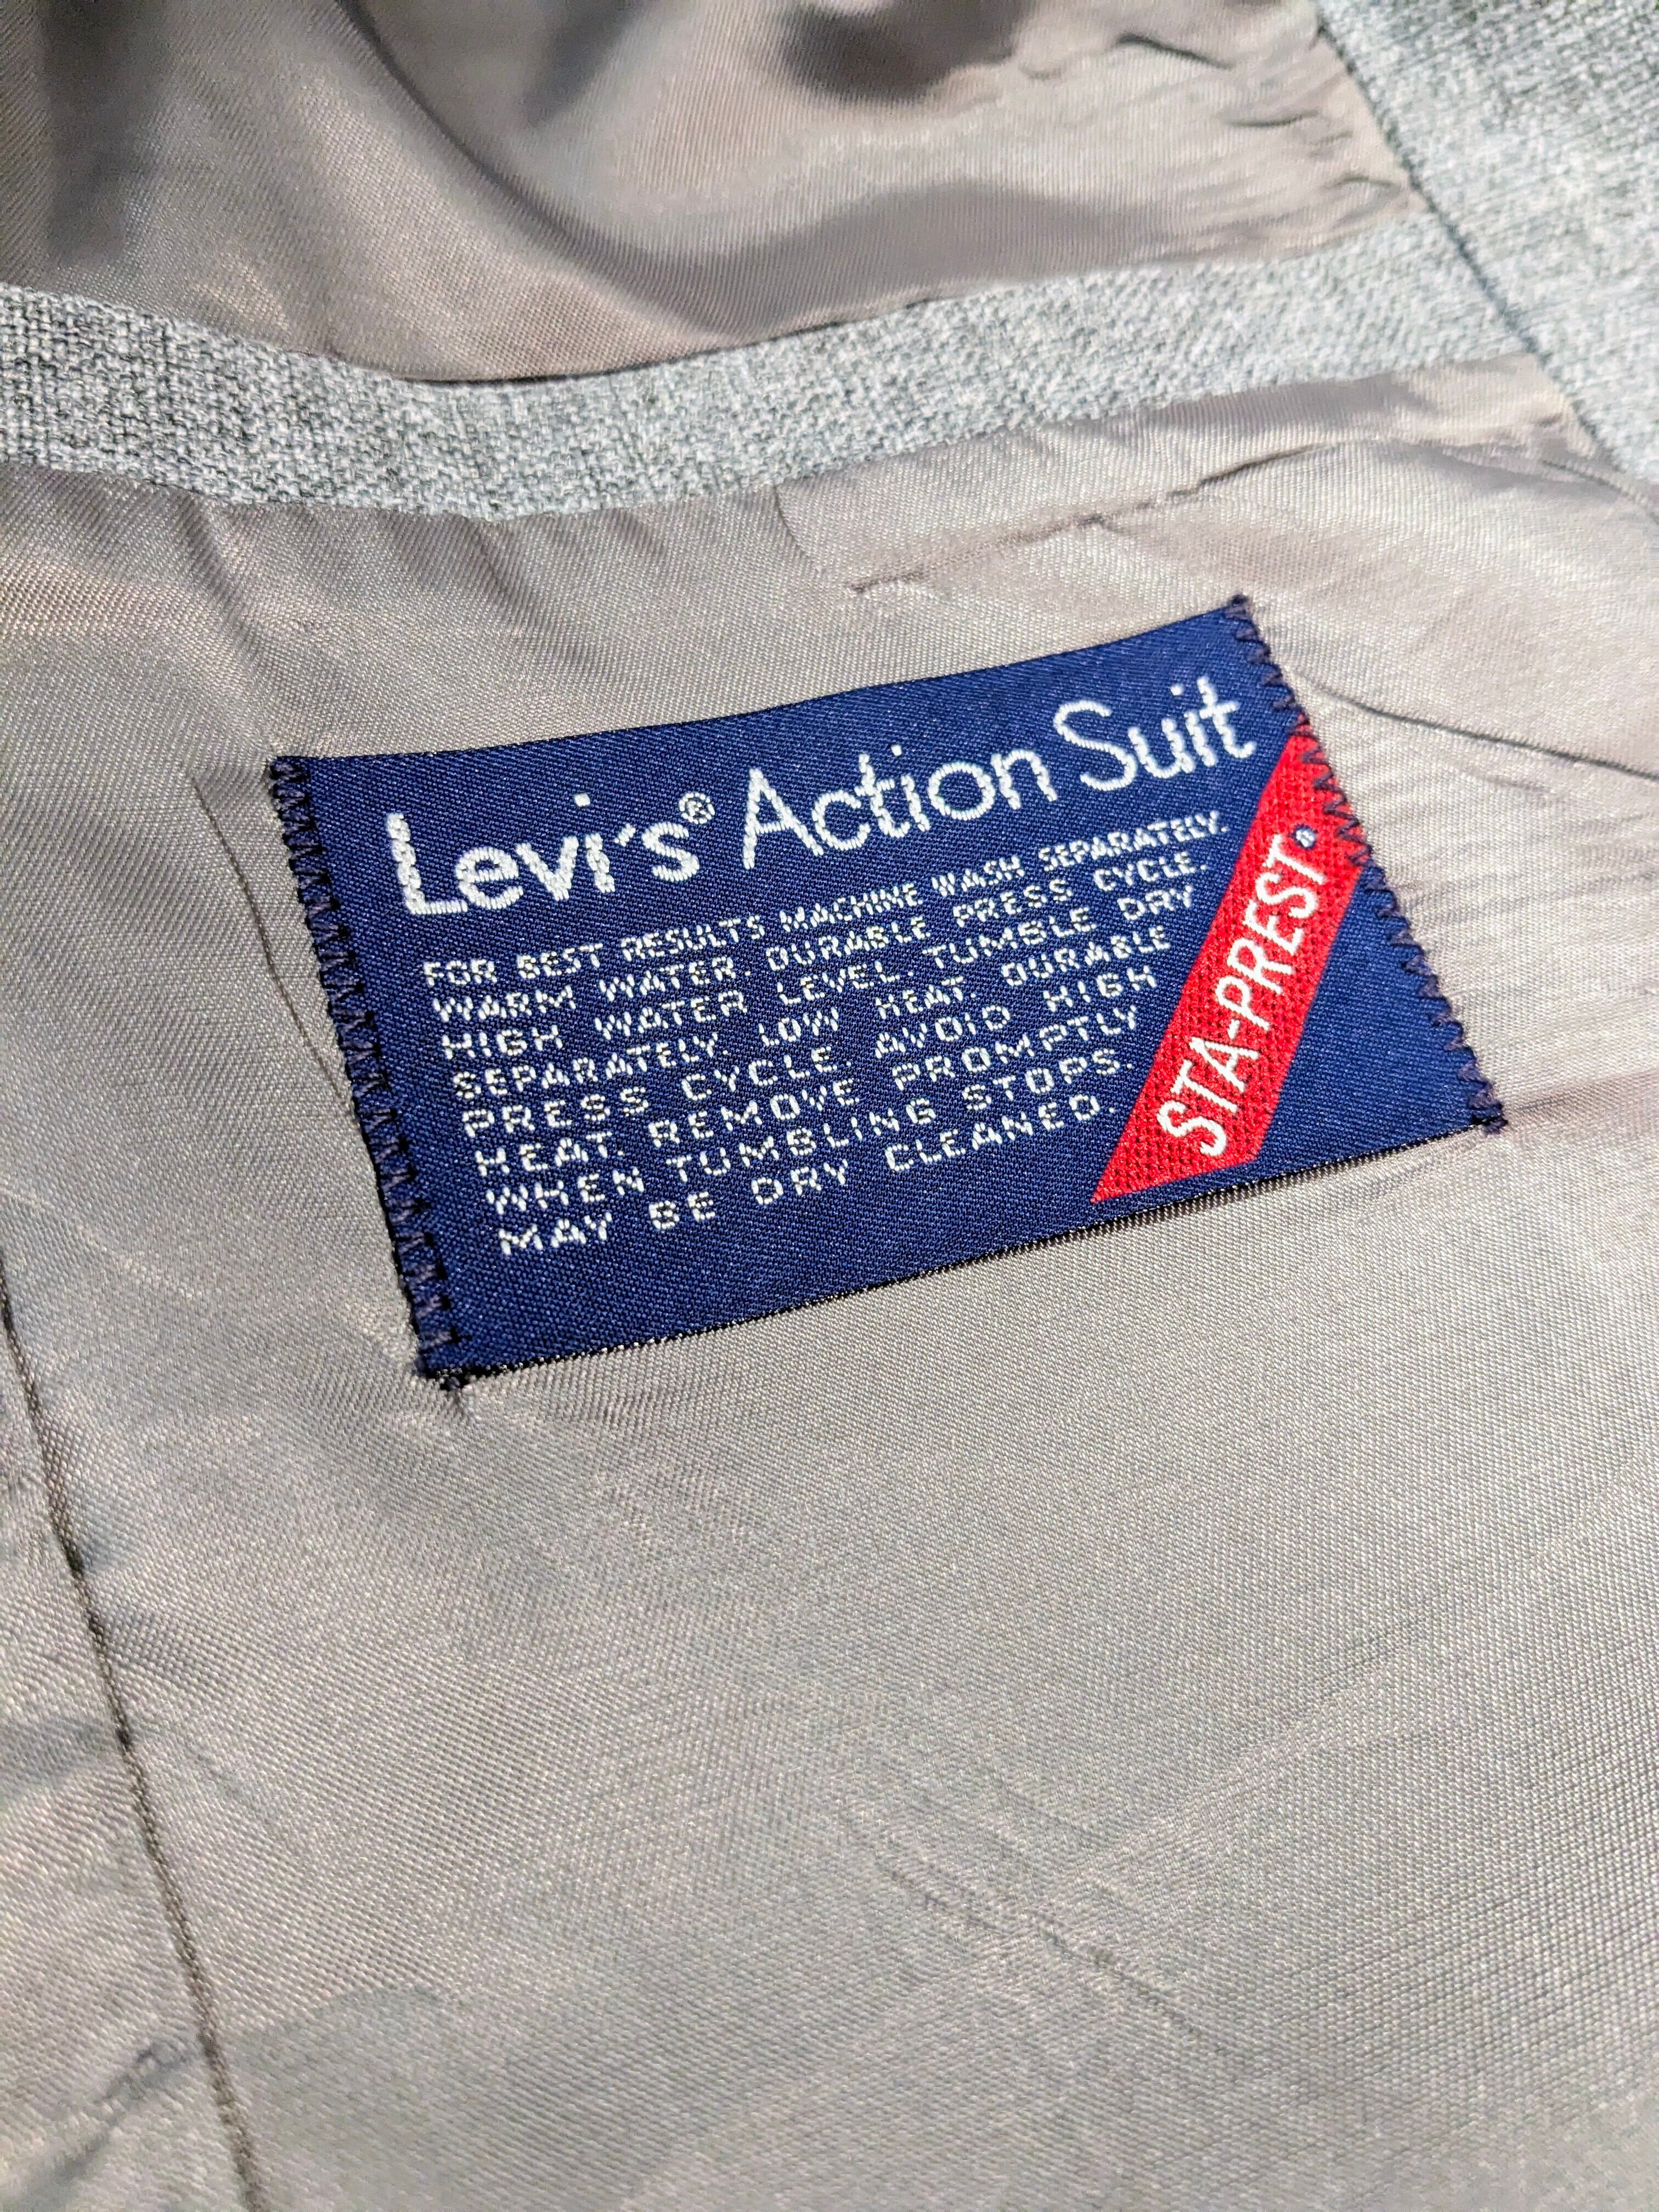 Levi's® Action Suit
FOR BEST RESULTS MACHINE WASH SEPARATELY.
WARM WATER. DURABLE PRESS CYCLE.
HIGH WATER LEVEL. TUMBLE DRY
SEPARATELY. LOW HEAT. DURABLE
PRESS CYCLE. AVOID HIGH
HEAT. REMOVE PROMPTLY
WHEN TUMBLING STOPS.
MAY BE DRY CLEANED.
STA-PREST®